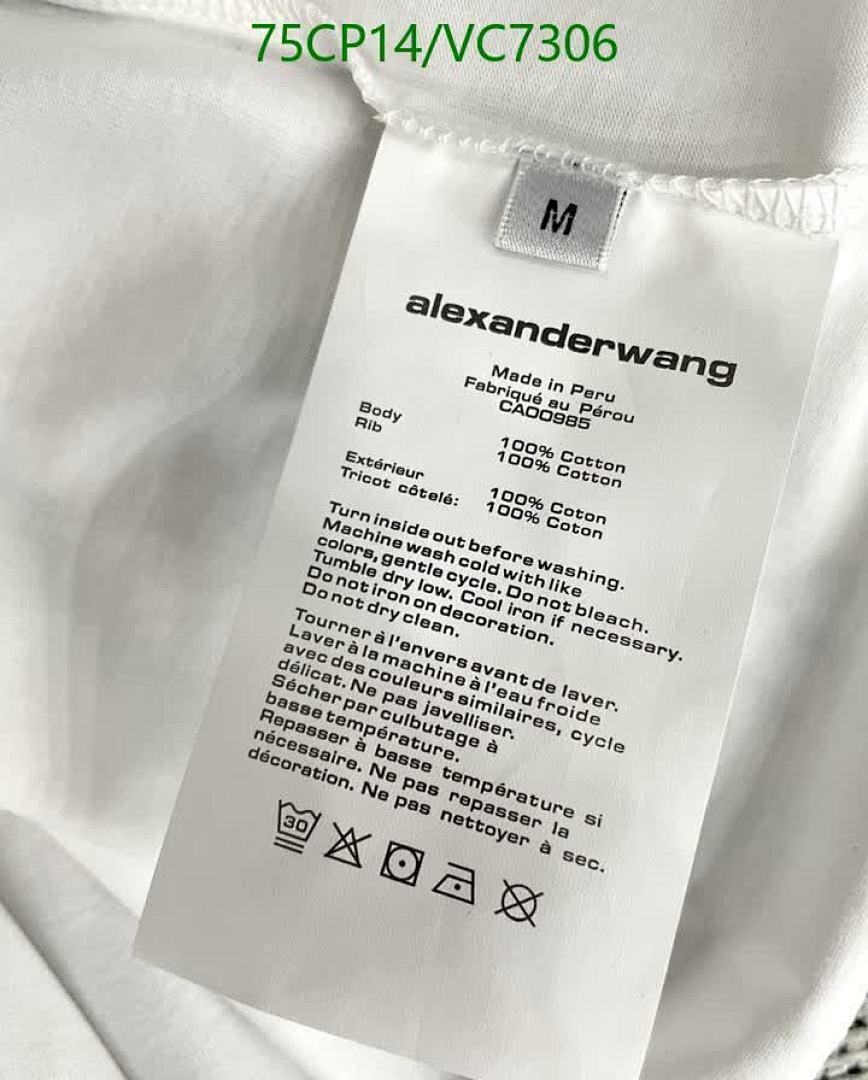 75CP14/VC7306
M
alexanderwang
Made in Peru
Fabriqué au Pérou
CA00985
Body 100% Cotton
Rib 100% Cotton
Extérieur 100% Coton
Tricot côtelé: 100% Coton
Turn inside out before washing.
Machine wash cold with like
colors, gentle cycle. Do not bleach.
Tumble dry low. Cool iron if necessary.
Do not iron on decoration.
Do not dry clean.
Tourner à l'envers avant de laver.
Laver à la machine à l'eau froide
avec des couleurs similaires, cycle
délicat. Ne pas javelliser.
Sécher par culbutage à
basse température.
Repasser à basse température si
nécessaire. Ne pas repasser la
décoration. Ne pas nettoyer à sec.
30